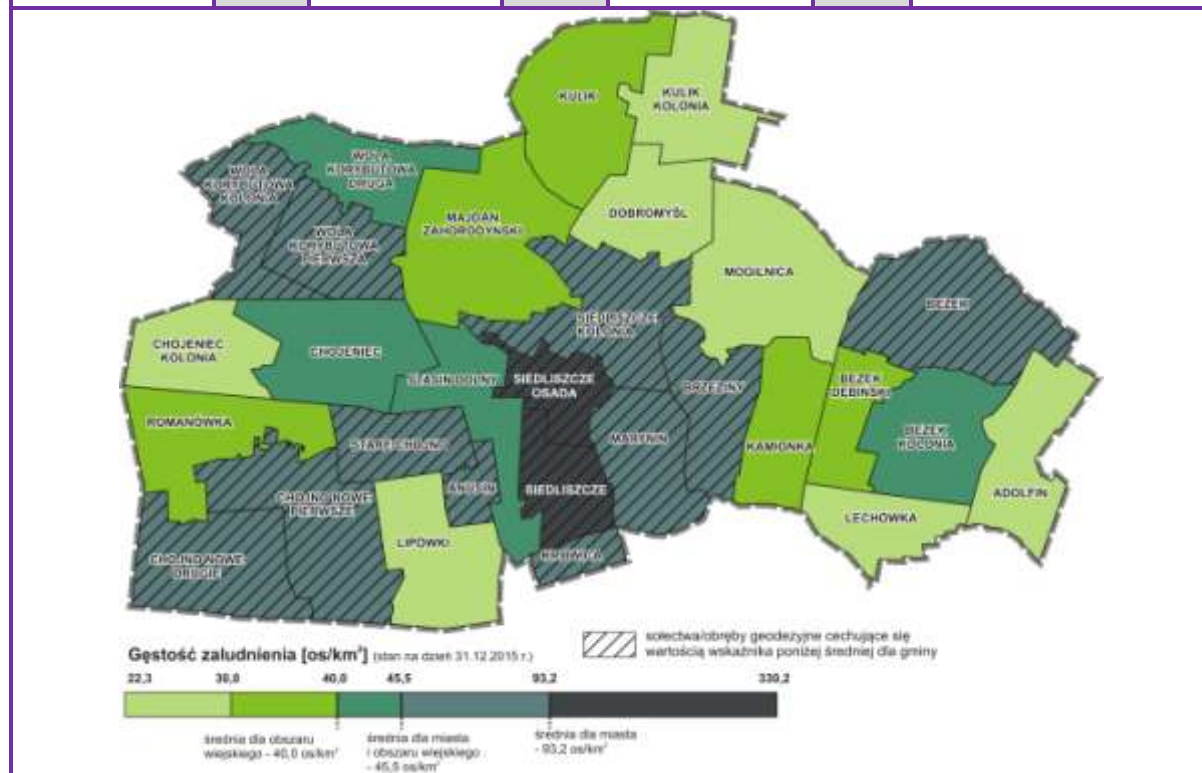 KULIK
KULIK
KOLONIA
WOLA
KORYBUTOWA
DRUGA
WOLA
KORYBUTOWA
KOLONIA
WOLA
KORYBUTOWA
PIERWSZA
MAJDAN
ZAHORODYŃSKI
DOBROMYŚL
MOGILNICA
BEZEK
SIEDLISZCZE
KOLONIA
CHOJENIEC
KOLONIA
CHOJENIEC
STASIN DOLNY
SIEDLISZCZE
OSADA
BRZEZINY
BEZEK
DĘBIŃSKI
ROMANÓWKA
STARE CHOJNO
MARYNIN
KAMIONKA
BEZEK
KOLONIA
ANUSIN
SIEDLISZCZE
CHOJNO NOWE
PIERWSZE
ADOLFIN
LECHÓWKA
LIPÓWKI
CHOJNO NOWE
DRUGIE
KROWICA
Gęstość zaludnienia [os/km²] (stan na dzień 31.12.2015 r.)
sołectwa/obręby geodezyjne cechujące się
wartością wskaźnika poniżej średniej dla gminy
22,3 30,0 40,0 45,5 93,2 330,2
średnia dla obszaru
wiejskiego - 40,0 os/km²
średnia dla miasta
i obszaru wiejskiego
- 45,5 os/km²
średnia dla miasta
- 93,2 os/km²